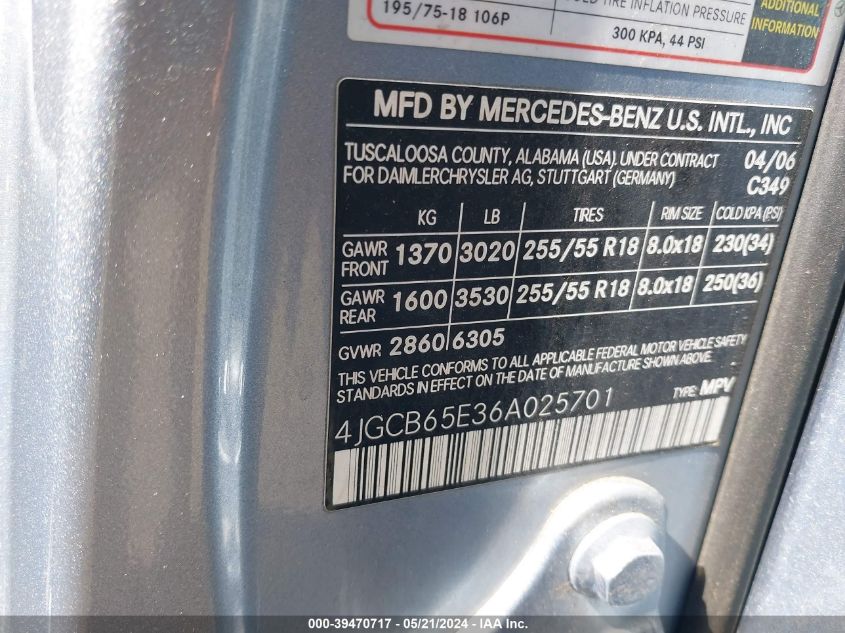 195/75-18 106P
TIRE INFLATION PRESSURE
300 KPA, 44 PSI
ADDITIONAL
INFORMATION
MFD BY MERCEDES-BENZ U.S. INTL., INC
TUSCALOOSA COUNTY, ALABAMA (USA). UNDER CONTRACT 04/06
FOR DAIMLERCHRYSLER AG, STUTTGART (GERMANY) C349
KG LB TIRES RIM SIZE COLD KPA (PSI)
GAWR FRONT 1370 3020 255/55 R18 8.0x18 230(34)
GAWR REAR 1600 3530 255/55 R18 8.0x18 250(36)
GVWR 2860 6305
THIS VEHICLE CONFORMS TO ALL APPLICABLE FEDERAL MOTOR VEHICLE SAFETY
STANDARDS IN EFFECT ON THE DATE OF MANUFACTURE SHOWN ABOVE.
4JGCB65E36A025701 TYPE: MPV
000-39470717 - 05/21/2024 - IAAI.com